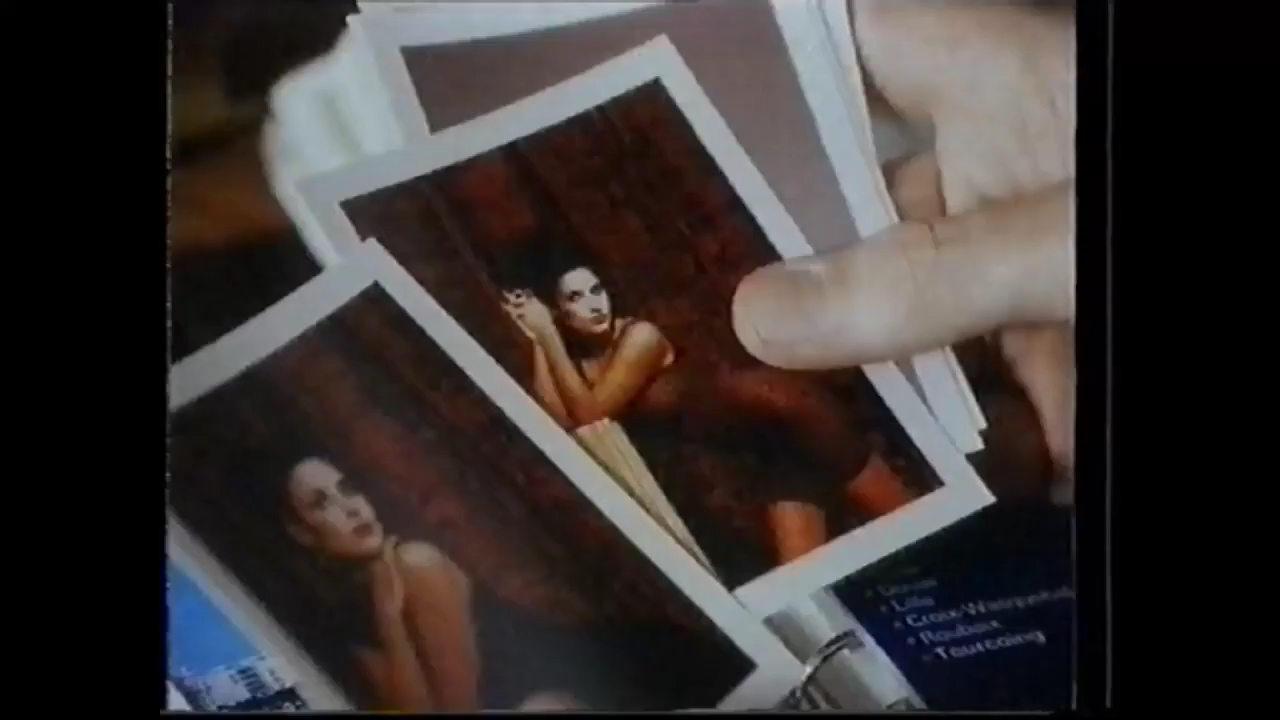 • Lille
• Croix-Wasquehal
• Roubaix
• Tourcoing